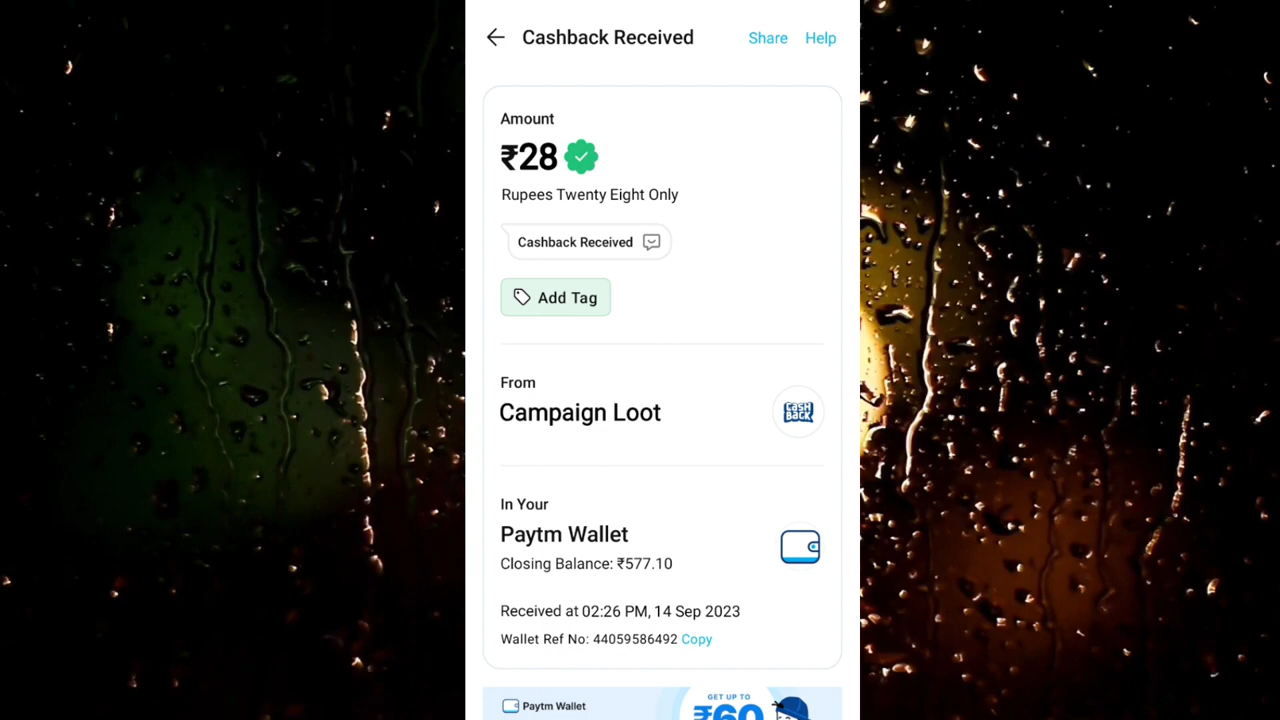 Cashback Received
Share Help
Amount
₹28
Rupees Twenty Eight Only
Cashback Received
Add Tag
From
Campaign Loot
CASH
BACK
In Your
Paytm Wallet
Closing Balance: ₹577.10
Received at 02:26 PM, 14 Sep 2023
Wallet Ref No: 44059586492 Copy
Paytm Wallet
GET UP TO
₹60